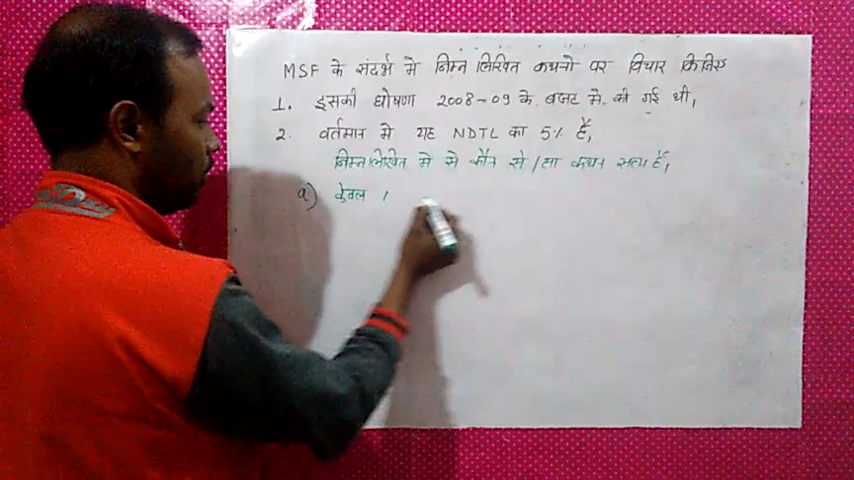 MSF के संदर्भ मे निम्न लिखित कथनो पर विचार किजिए
1. इसकी घोषणा 2008-09 के बजट मे की गई थी,
2. वर्तमान मे यह NDTL का 5% है,
निम्नलिखित मे से कौन से /सा कथन सत्य है,
a) केवल 1